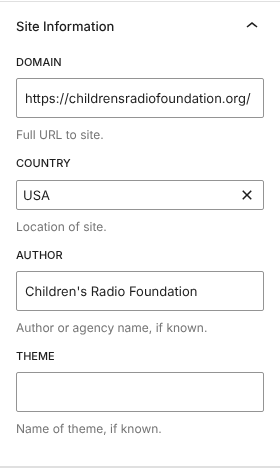 Site Information
DOMAIN
https://childrensradiofoundation.org/
Full URL to site.
COUNTRY
USA
Location of site.
AUTHOR
Children's Radio Foundation
Author or agency name, if known.
THEME
Name of theme, if known.